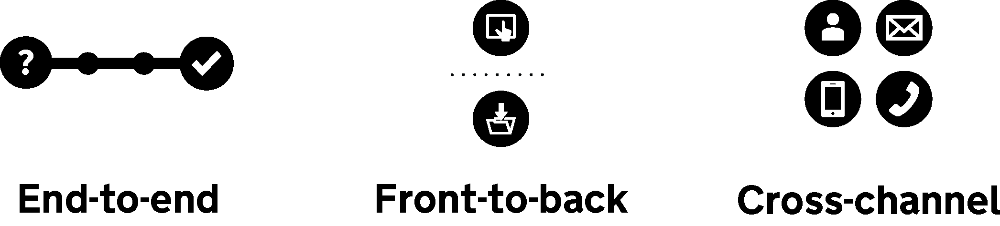 ?
End-to-end
Front-to-back
Cross-channel